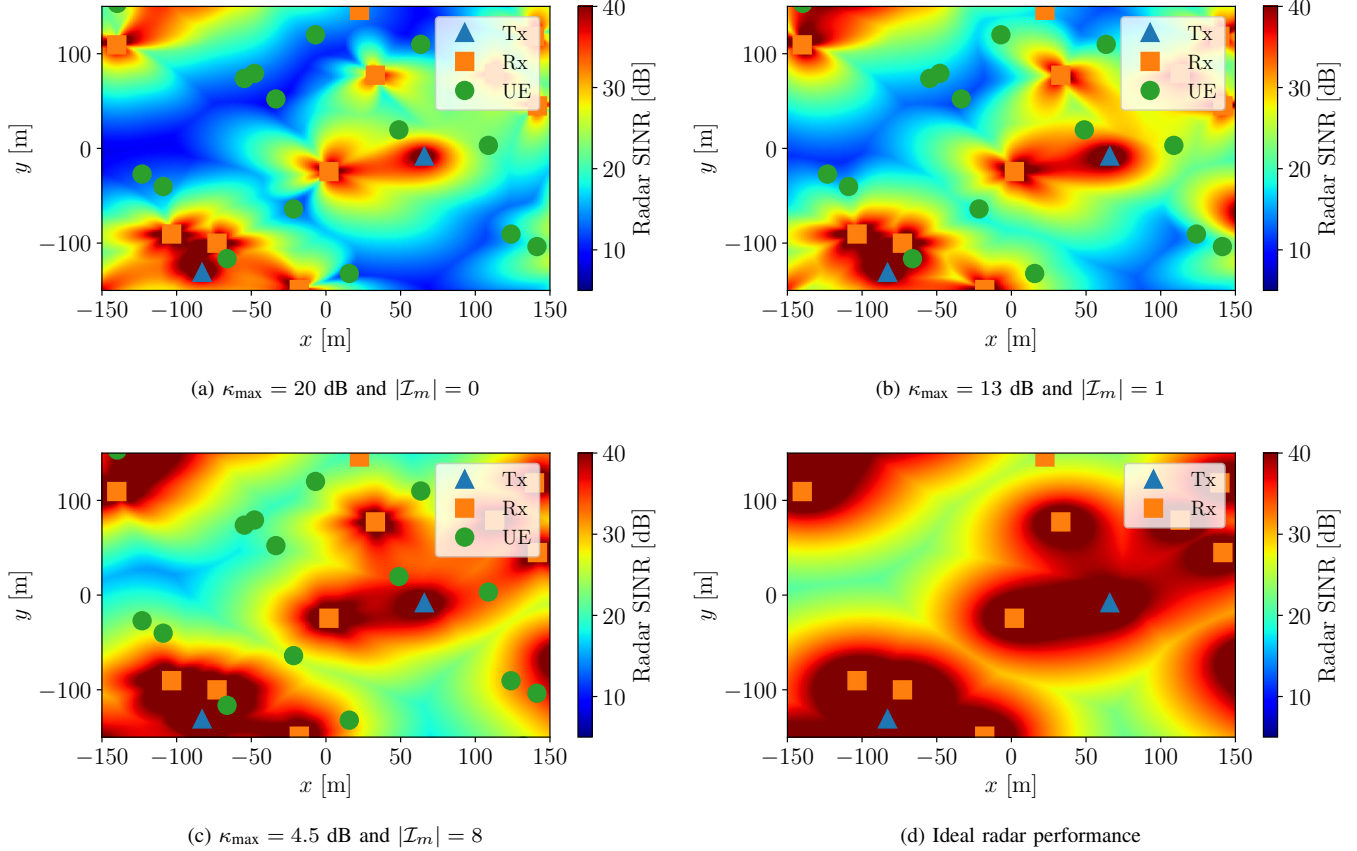 −150 −100 −50 0 50 100 150
x [m]
−100
0
100
y [m]
Tx
Rx
UE
10
20
30
40
Radar SINR [dB]
(a) κmax = 20 dB and |ℐm| = 0
−150 −100 −50 0 50 100 150
x [m]
−100
0
100
y [m]
Tx
Rx
UE
10
20
30
40
Radar SINR [dB]
(b) κmax = 13 dB and |ℐm| = 1
−150 −100 −50 0 50 100 150
x [m]
−100
0
100
y [m]
Tx
Rx
UE
10
20
30
40
Radar SINR [dB]
(c) κmax = 4.5 dB and |ℐm| = 8
−150 −100 −50 0 50 100 150
x [m]
−100
0
100
y [m]
Tx
Rx
10
20
30
40
Radar SINR [dB]
(d) Ideal radar performance